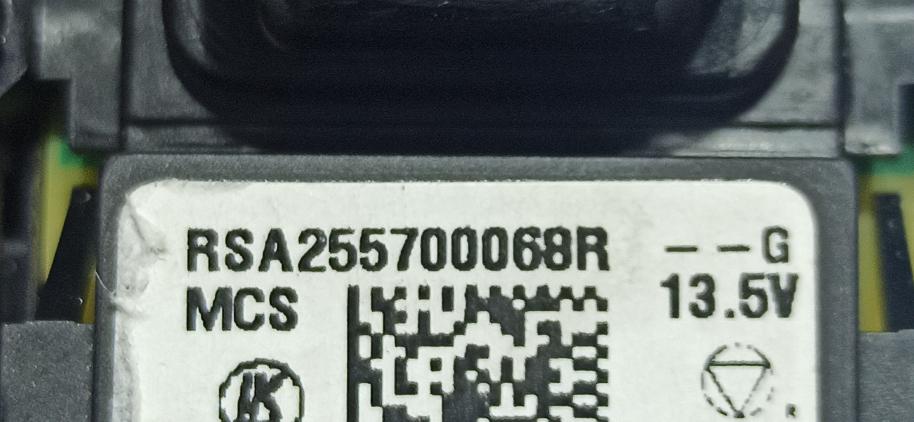 RSA255700068R --G
MCS 13.5V
R